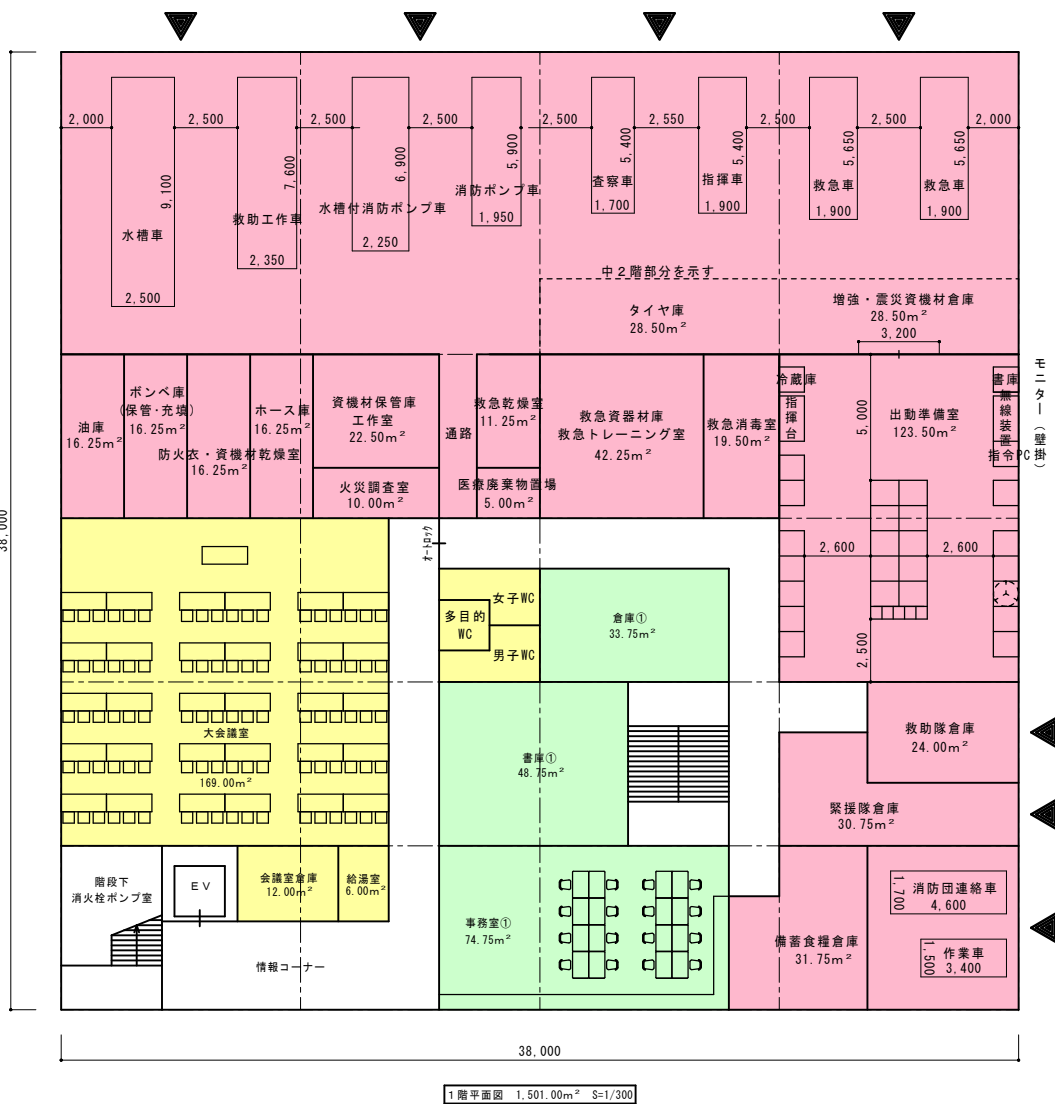 2,000
2,500
2,500
2,500
2,500
2,550
2,500
2,500
2,000
9,100
7,600
6,900
5,900
5,400
5,400
5,650
5,650
水槽車
救助工作車
水槽付消防ポンプ車
消防ポンプ車
査察車
指揮車
救急車
救急車
2,500
2,350
2,250
1,950
1,700
1,900
1,900
1,900
中2階部分を示す
タイヤ庫
28.50m²
増強・震災資機材倉庫
28.50m²
3,200
油庫
16.25m²
ボンベ庫
(保管・充填)
16.25m²
防火衣・資機材乾燥室
16.25m²
ホース庫
16.25m²
資機材保管庫
工作室
22.50m²
火災調査室
10.00m²
通路
救急乾燥室
11.25m²
医療廃棄物置場
5.00m²
救急資器材庫
救急トレーニング室
42.25m²
救急消毒室
19.50m²
冷蔵庫
指揮台
5,000
出動準備室
123.50m²
書庫
無線装置
指令PC
モニター（壁掛）
2,600
2,600
2,500
38,000
オートロック
女子WC
多目的
WC
男子WC
倉庫①
33.75m²
大会議室
169.00m²
書庫①
48.75m²
救助隊倉庫
24.00m²
緊援隊倉庫
30.75m²
階段下
消火栓ポンプ室
EV
会議室倉庫
12.00m²
給湯室
6.00m²
情報コーナー
事務室①
74.75m²
備蓄食糧倉庫
31.75m²
1,700
消防団連絡車
4,600
1,500
作業車
3,400
38,000
1階平面図 1,501.00m² S=1/300